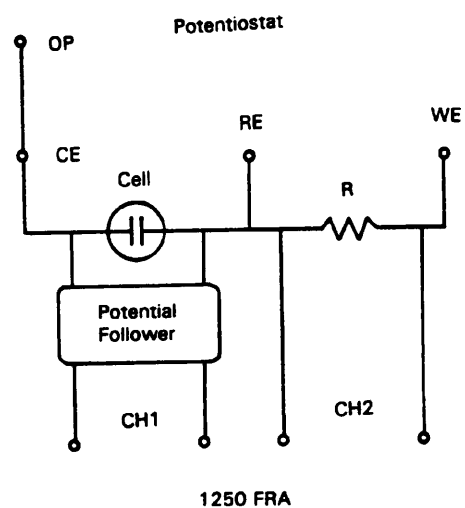 Potentiostat
OP
RE
WE
CE
Cell
R
Potential
Follower
CH1
CH2
1250 FRA